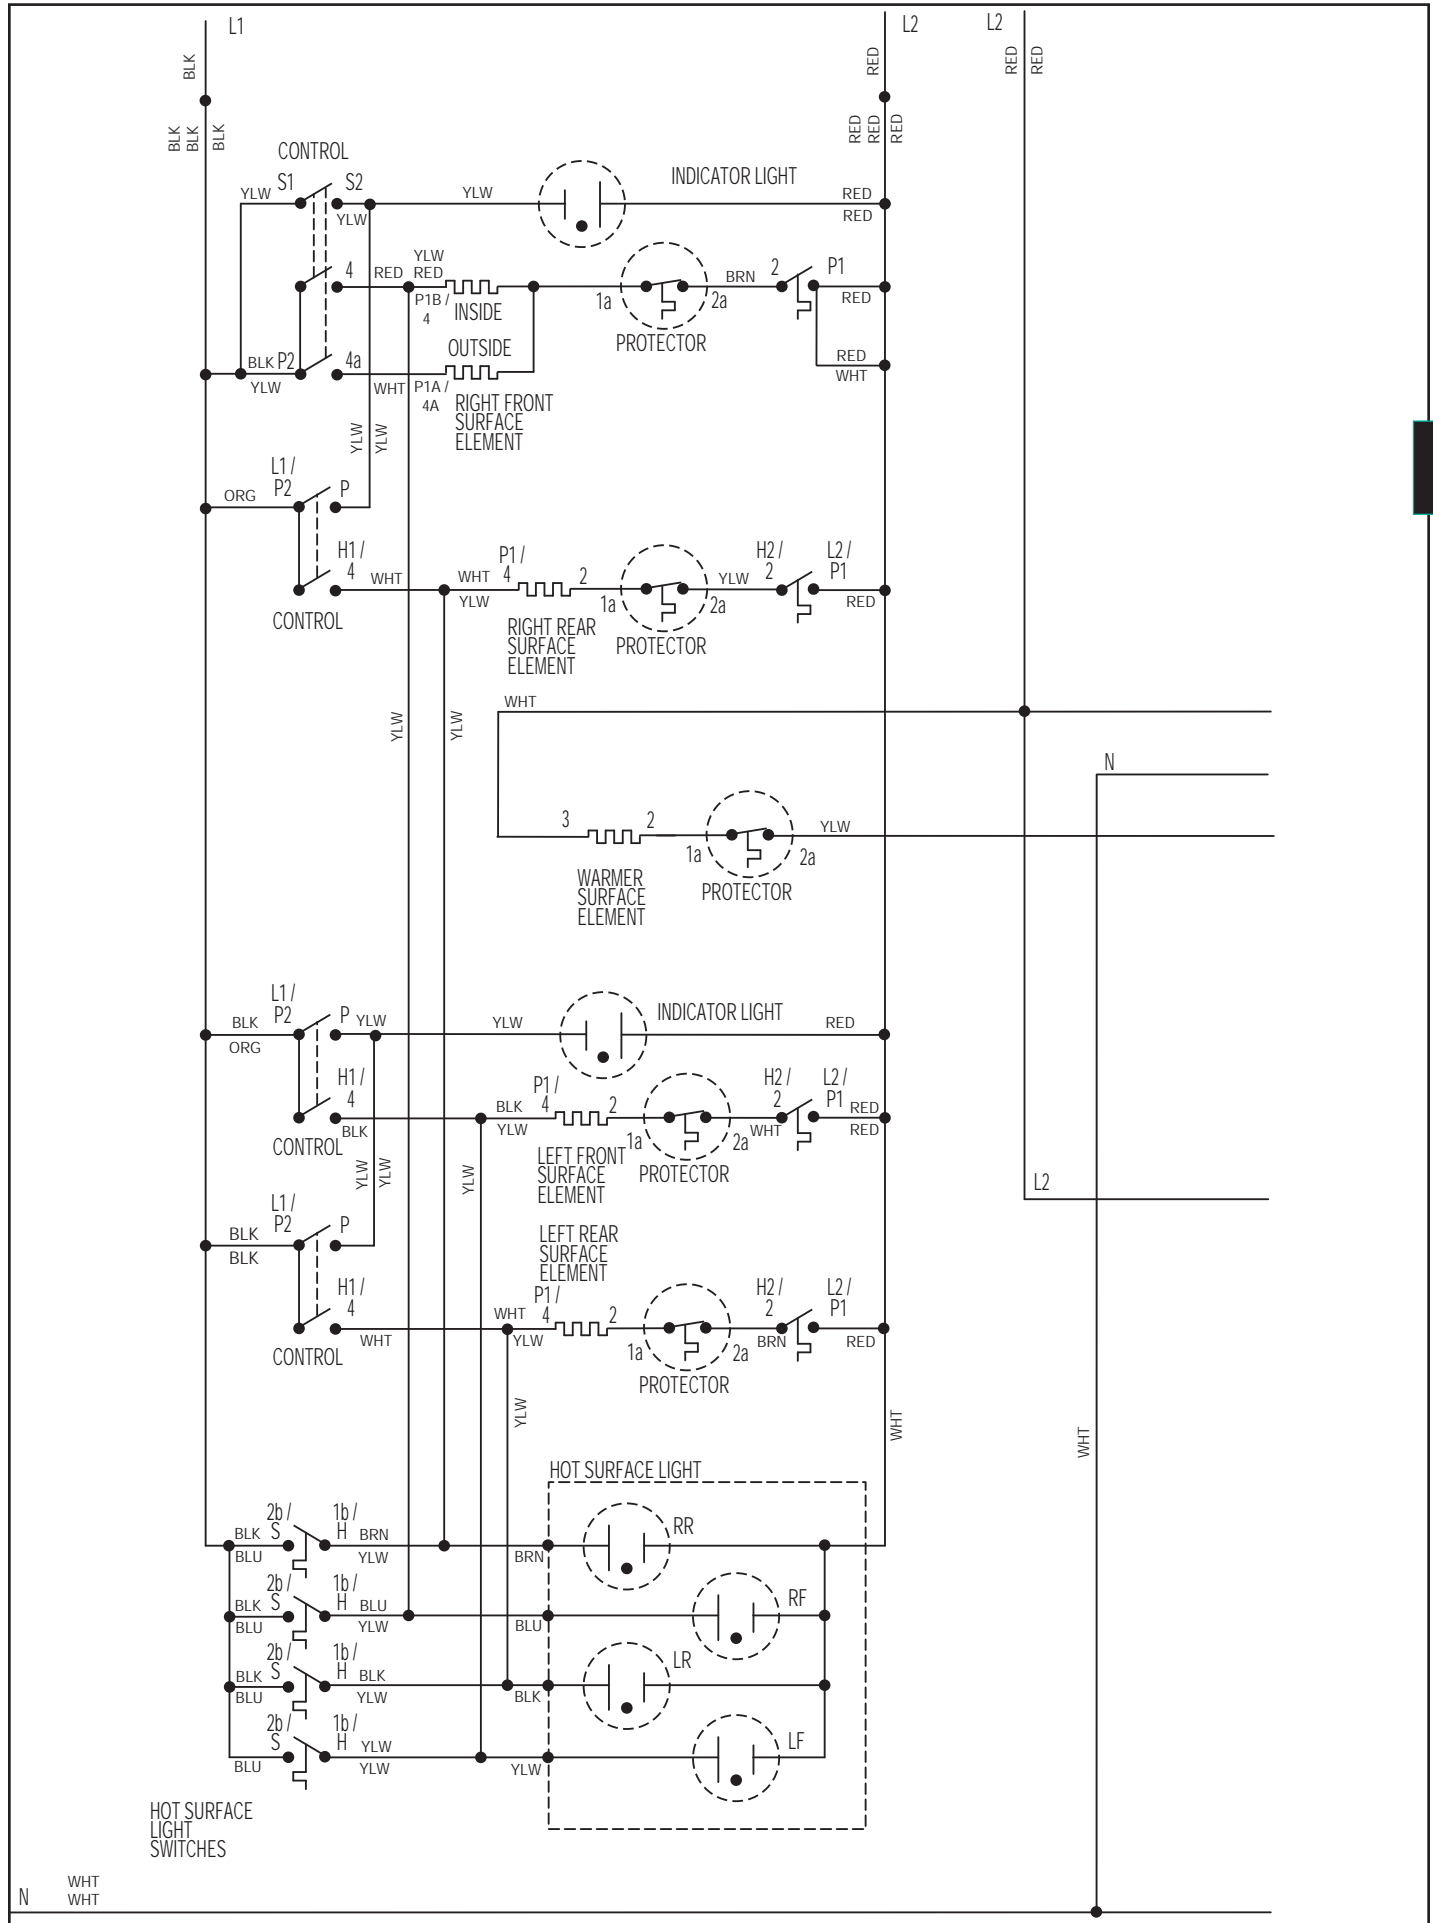 L1
L2
L2
BLK
RED
RED
RED
BLK
BLK
BLK
RED
RED
RED
CONTROL
S1
S2
YLW
YLW
YLW
INDICATOR LIGHT
RED
RED
4
RED
YLW
RED
P1B /
4
INSIDE
1a
2a
PROTECTOR
BRN
2
P1
RED
OUTSIDE
RED
WHT
BLK
P2
YLW
4a
WHT
P1A /
4A
RIGHT FRONT
SURFACE
ELEMENT
YLW
YLW
L1 /
P2
P
ORG
H1 /
4
WHT
WHT
YLW
P1 /
4
2
1a
2a
YLW
H2 /
2
L2 /
P1
RED
CONTROL
RIGHT REAR
SURFACE
ELEMENT
PROTECTOR
YLW
YLW
WHT
N
3
2
1a
2a
YLW
WARMER
SURFACE
ELEMENT
PROTECTOR
L1 /
P2
P
YLW
YLW
INDICATOR LIGHT
RED
BLK
ORG
H1 /
4
BLK
BLK
YLW
P1 /
4
2
1a
2a
WHT
H2 /
2
L2 /
P1
RED
RED
CONTROL
LEFT FRONT
SURFACE
ELEMENT
PROTECTOR
YLW
YLW
YLW
L2
L1 /
P2
P
BLK
BLK
LEFT REAR
SURFACE
ELEMENT
H1 /
4
WHT
WHT
YLW
P1 /
4
2
1a
2a
BRN
H2 /
2
L2 /
P1
RED
CONTROL
PROTECTOR
YLW
WHT
WHT
HOT SURFACE LIGHT
2b /
S
1b /
H
BLK
BLU
BRN
YLW
BRN
RR
2b /
S
1b /
H
BLK
BLU
BLU
YLW
BLU
RF
2b /
S
1b /
H
BLK
BLU
BLK
YLW
BLK
LR
2b /
S
1b /
H
BLU
YLW
YLW
YLW
LF
HOT SURFACE
LIGHT
SWITCHES
N
WHT
WHT